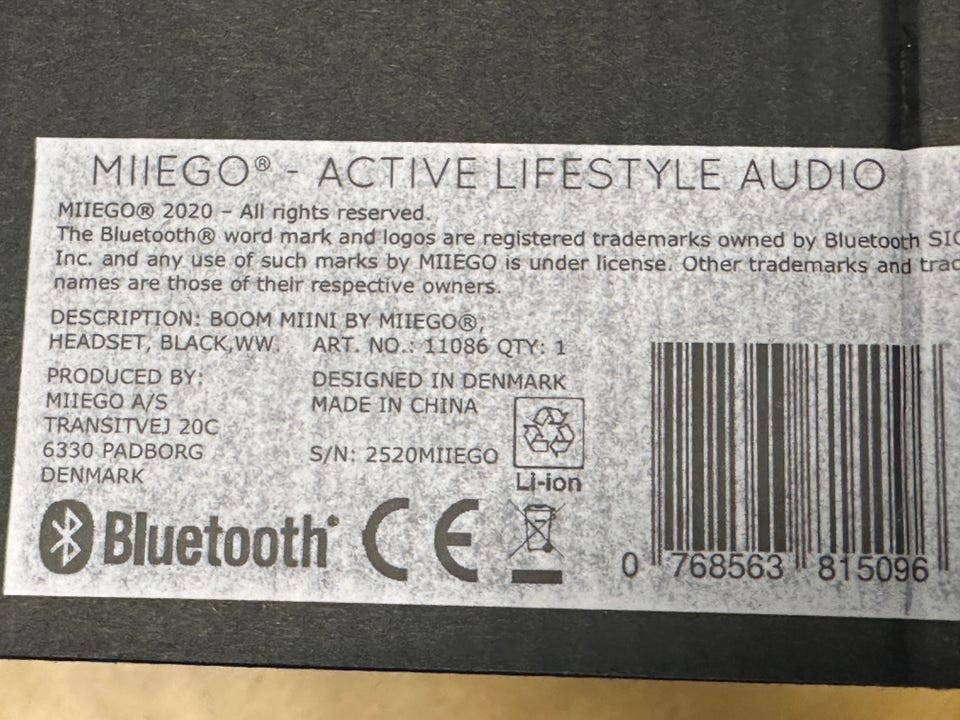 MIIEGO® - ACTIVE LIFESTYLE AUDIO
MIIEGO® 2020 – All rights reserved.
The Bluetooth® word mark and logos are registered trademarks owned by Bluetooth SIG
Inc. and any use of such marks by MIIEGO is under license. Other trademarks and trad
names are those of their respective owners.
DESCRIPTION: BOOM MIINI BY MIIEGO®,
HEADSET, BLACK,WW. ART. NO.: 11086 QTY: 1
PRODUCED BY:
MIIEGO A/S
TRANSITVEJ 20C
6330 PADBORG
DENMARK
DESIGNED IN DENMARK
MADE IN CHINA
S/N: 2520MIIEGO
Li-ion
Bluetooth® CE
0 768563 815096